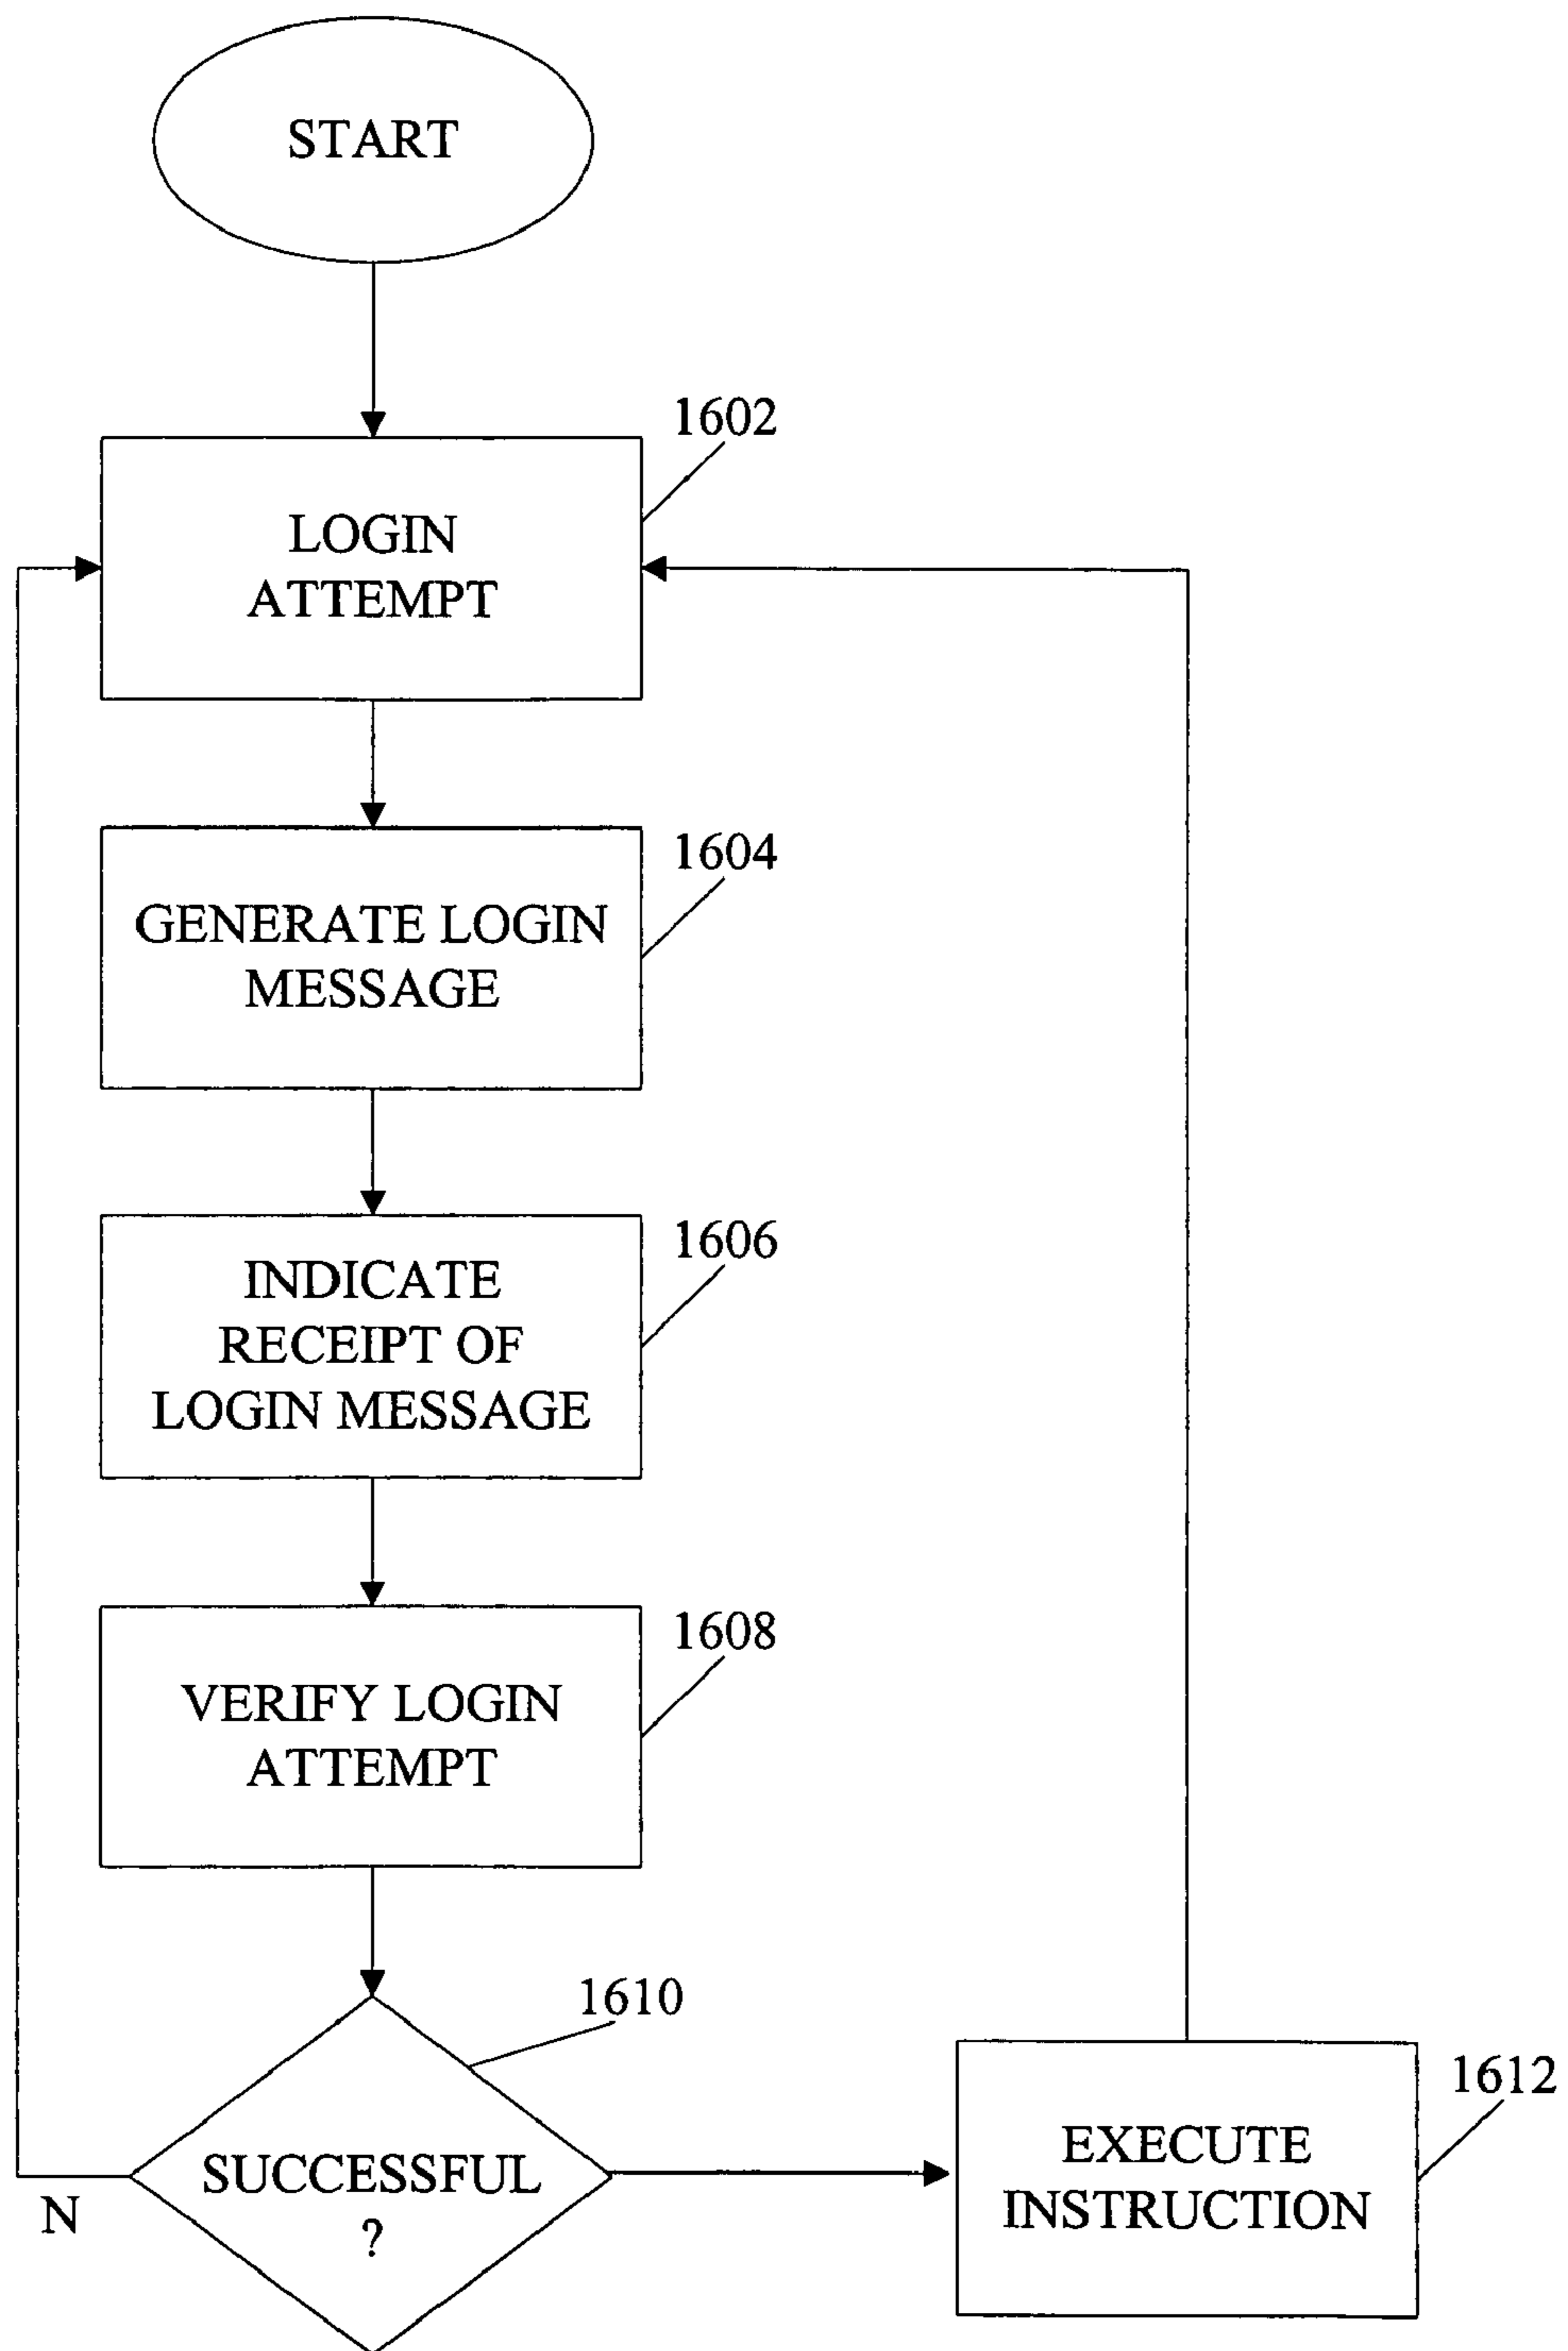 START
1602
LOGIN
ATTEMPT
1604
GENERATE LOGIN
MESSAGE
1606
INDICATE
RECEIPT OF
LOGIN MESSAGE
1608
VERIFY LOGIN
ATTEMPT
1610
SUCCESSFUL
?
N
1612
EXECUTE
INSTRUCTION